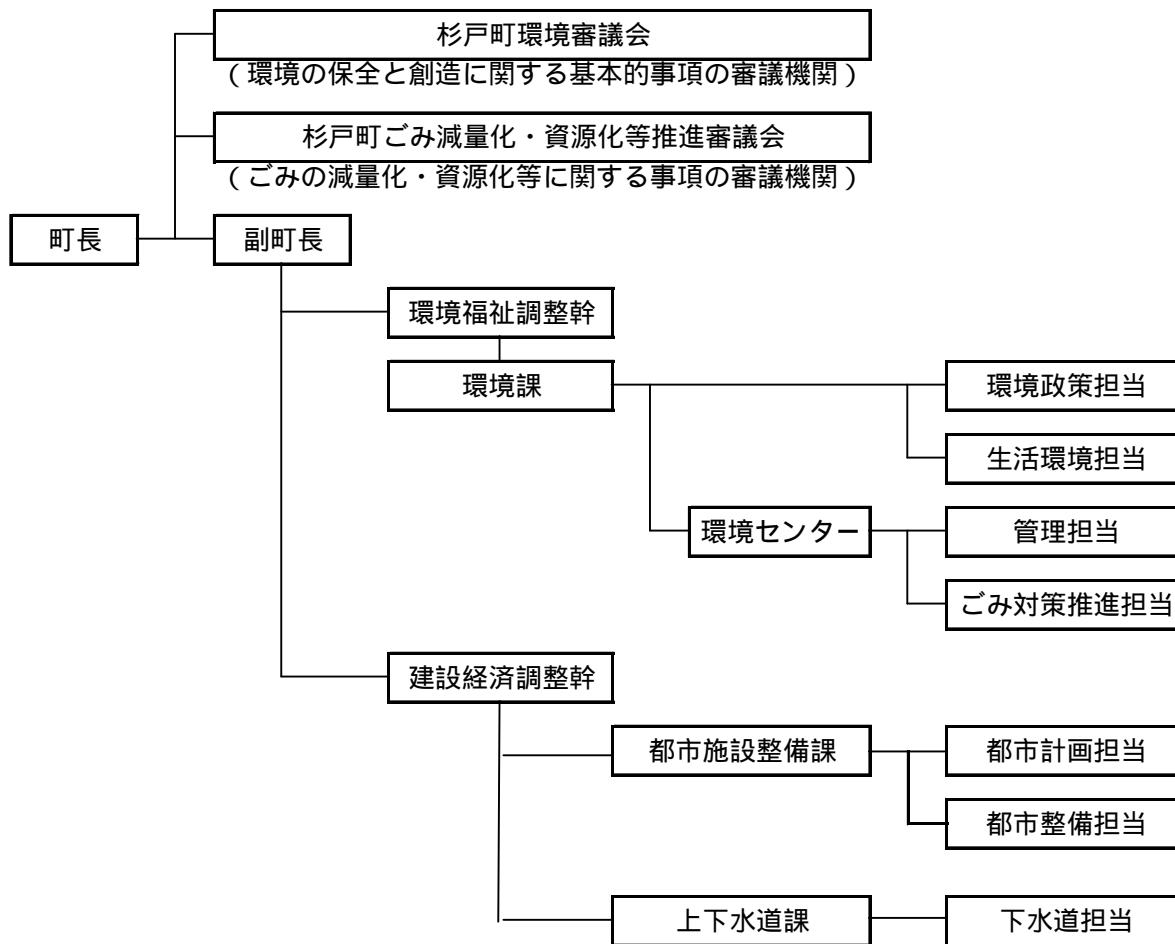 杉戸町環境審議会
（環境の保全と創造に関する基本的事項の審議機関）
杉戸町ごみ減量化・資源化等推進審議会
（ごみの減量化・資源化等に関する事項の審議機関）
町長
副町長
環境福祉調整幹
環境課
環境政策担当
生活環境担当
環境センター
管理担当
ごみ対策推進担当
建設経済調整幹
都市施設整備課
都市計画担当
都市整備担当
上下水道課
下水道担当